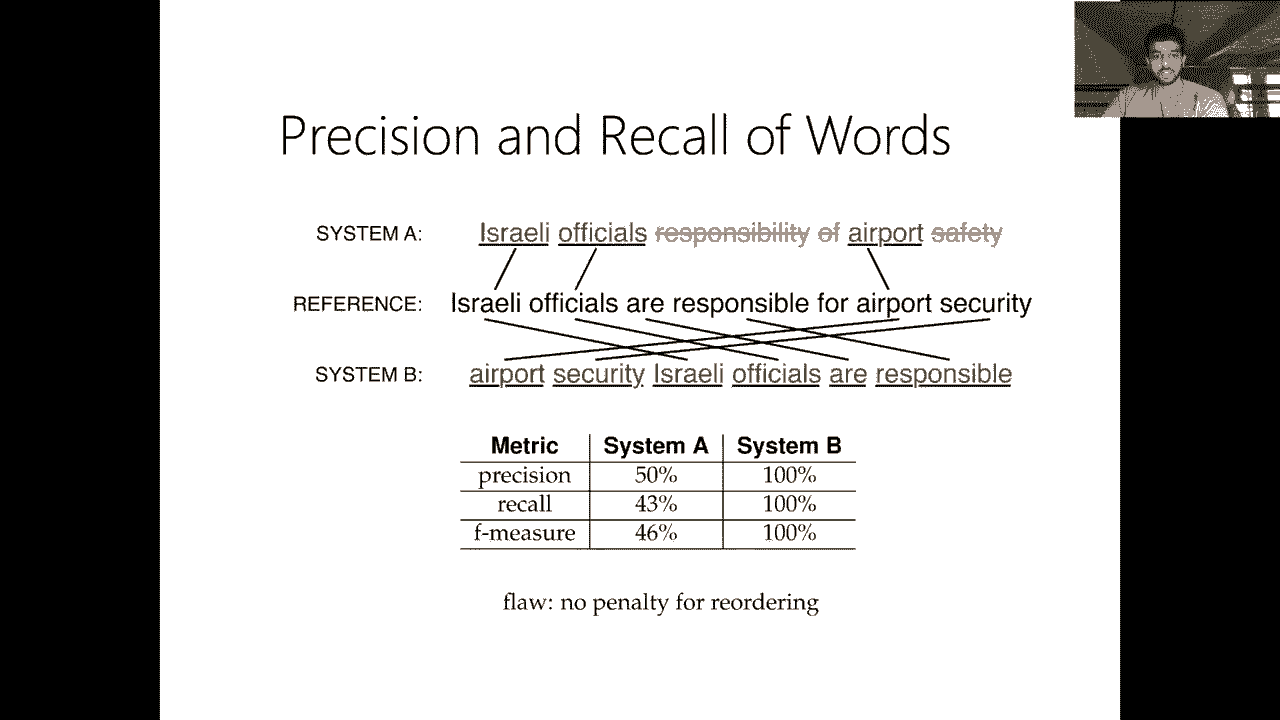 Precision and Recall of Words
SYSTEM A: Israeli officials responsibility of airport safety
REFERENCE: Israeli officials are responsible for airport security
SYSTEM B: airport security Israeli officials are responsible
Metric System A System B
precision 50% 100%
recall 43% 100%
f-measure 46% 100%
flaw: no penalty for reordering